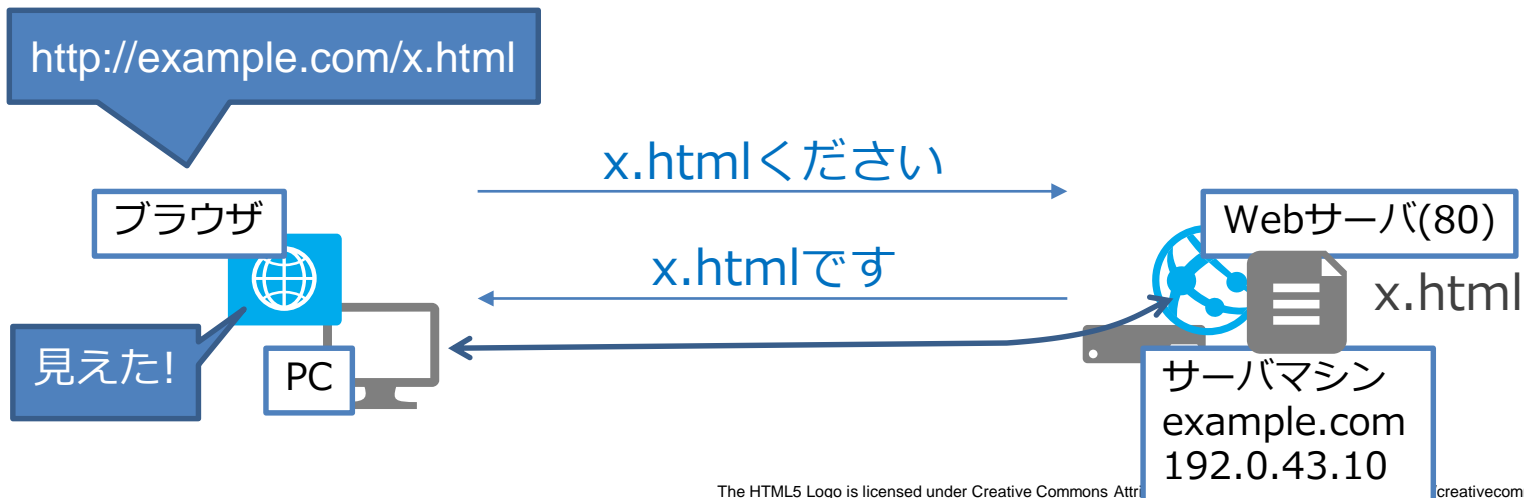 http://example.com/x.html
x.htmlください
ブラウザ
Webサーバ(80)
x.htmlです
x.html
見えた!
PC
サーバマシン
example.com
192.0.43.10
The HTML5 Logo is licensed under Creative Commons